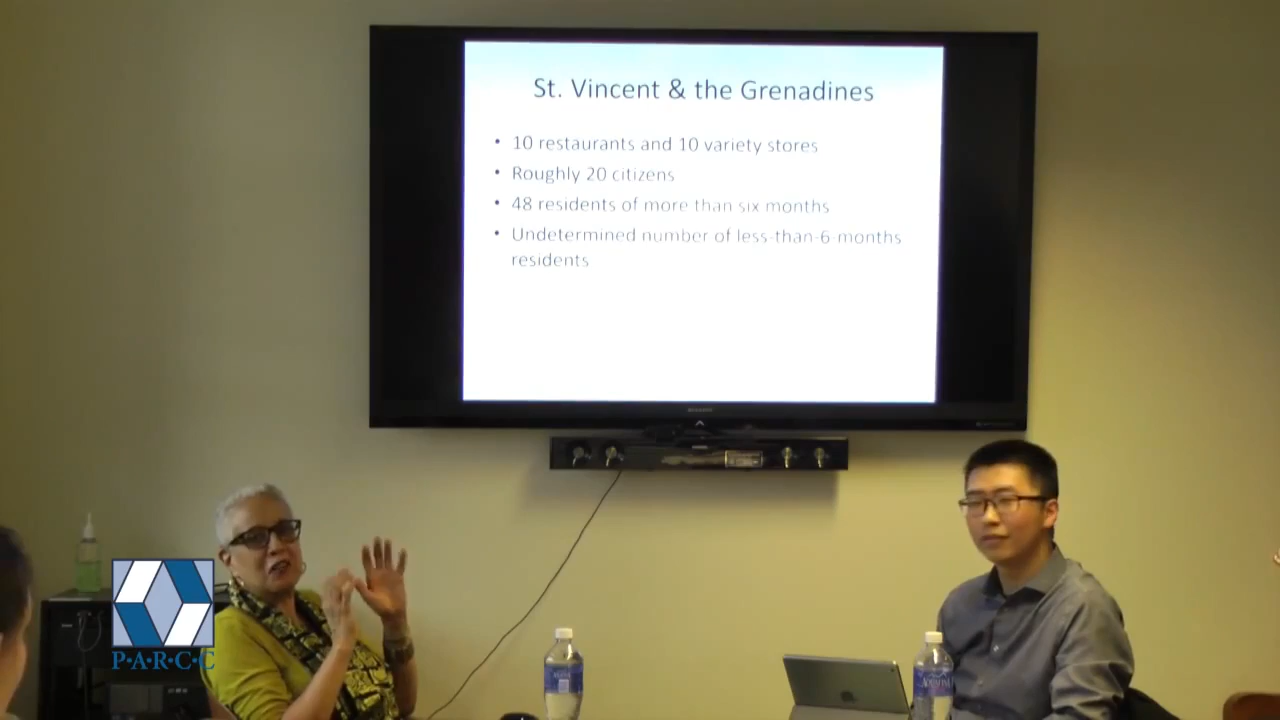 St. Vincent & the Grenadines
• 10 restaurants and 10 variety stores
• Roughly 20 citizens
• 48 residents of more than six months
• Undetermined number of less-than-6-months
residents
P·A·R·C·C